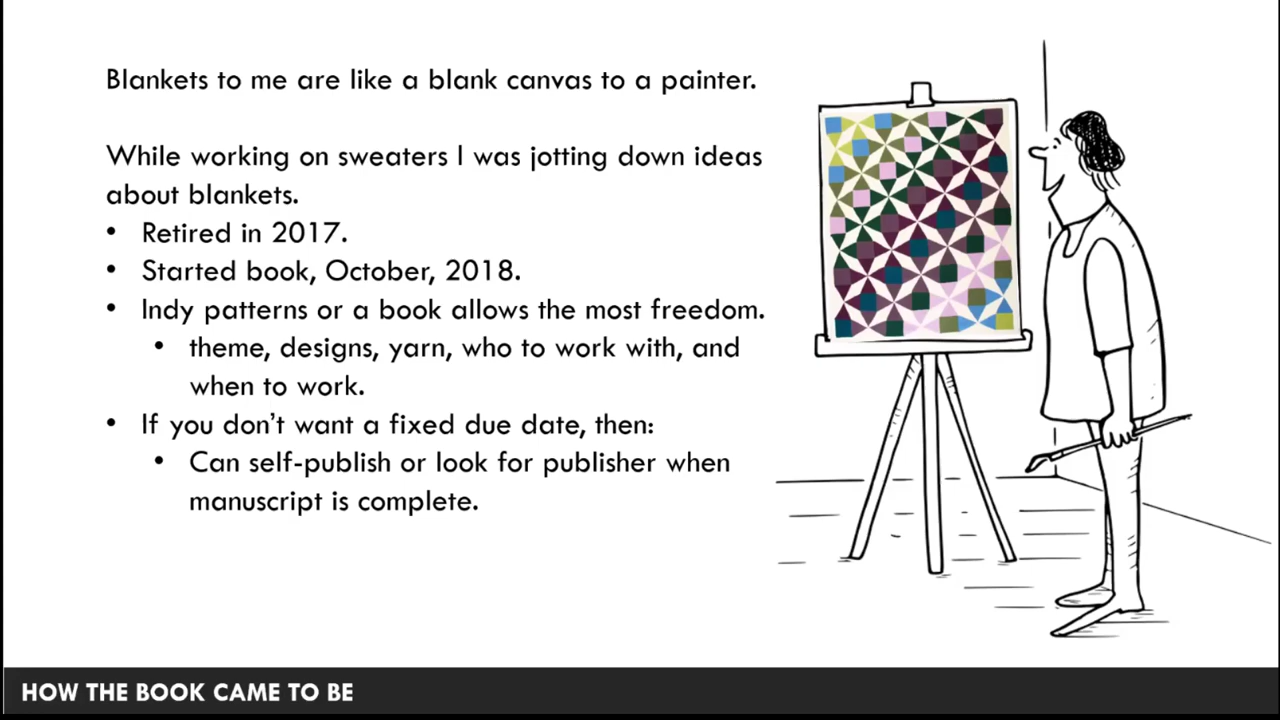 Blankets to me are like a blank canvas to a painter.
While working on sweaters I was jotting down ideas
about blankets.
• Retired in 2017.
• Started book, October, 2018.
• Indy patterns or a book allows the most freedom.
• theme, designs, yarn, who to work with, and
when to work.
• If you don't want a fixed due date, then:
• Can self-publish or look for publisher when
manuscript is complete.
HOW THE BOOK CAME TO BE